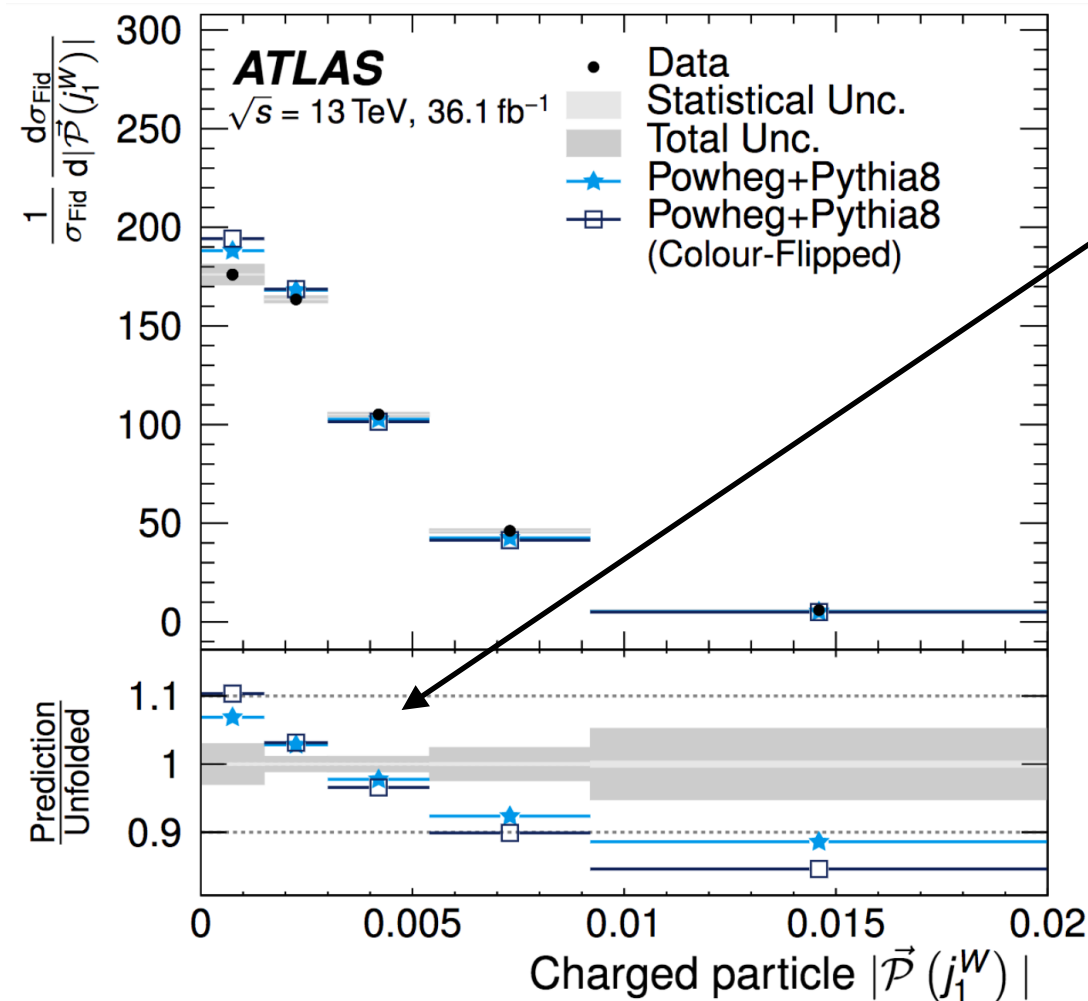 300
250
200
150
100
50
0
1/σ_Fid dσ_Fid/d|𝒫⃗(j₁ᵂ)|
ATLAS
√s = 13 TeV, 36.1 fb⁻¹
Data
Statistical Unc.
Total Unc.
Powheg+Pythia8
Powheg+Pythia8
(Colour-Flipped)
Prediction
Unfolded
1.1
1
0.9
0 0.005 0.01 0.015 0.02
Charged particle |𝒫⃗ (j₁ᵂ) |